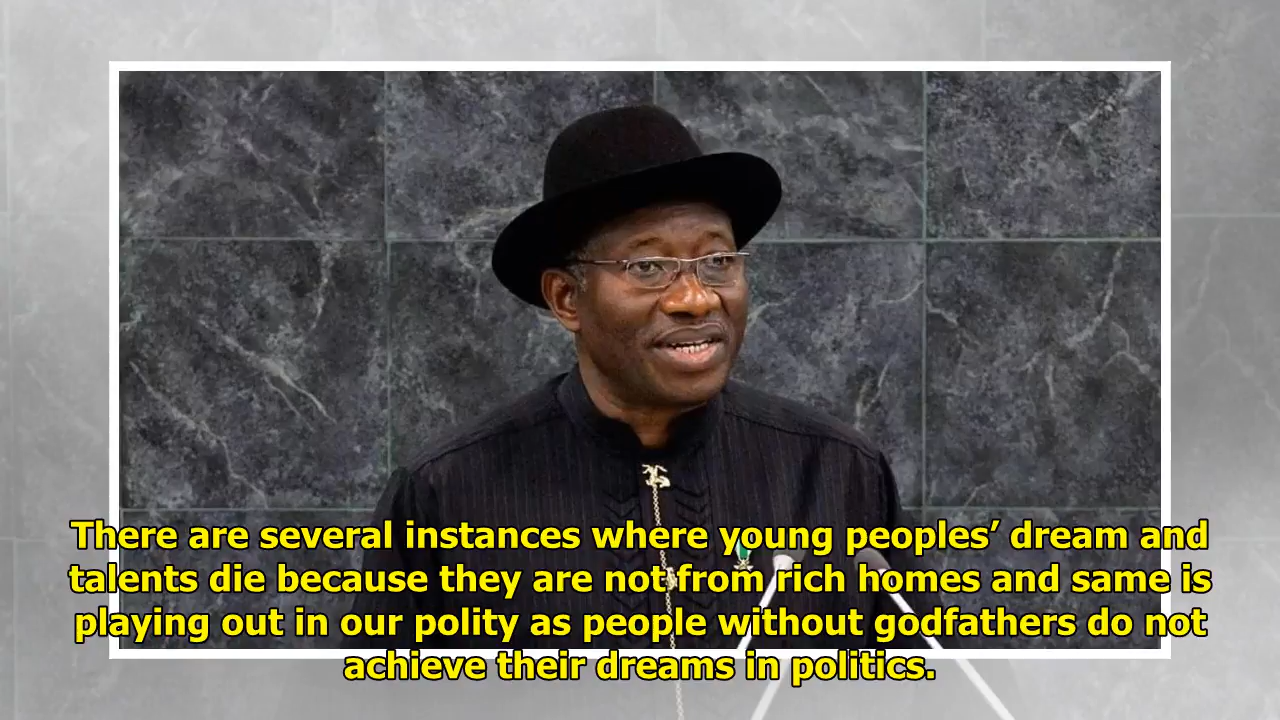 There are several instances where young peoples’ dream and
talents die because they are not from rich homes and same is
playing out in our polity as people without godfathers do not
achieve their dreams in politics.